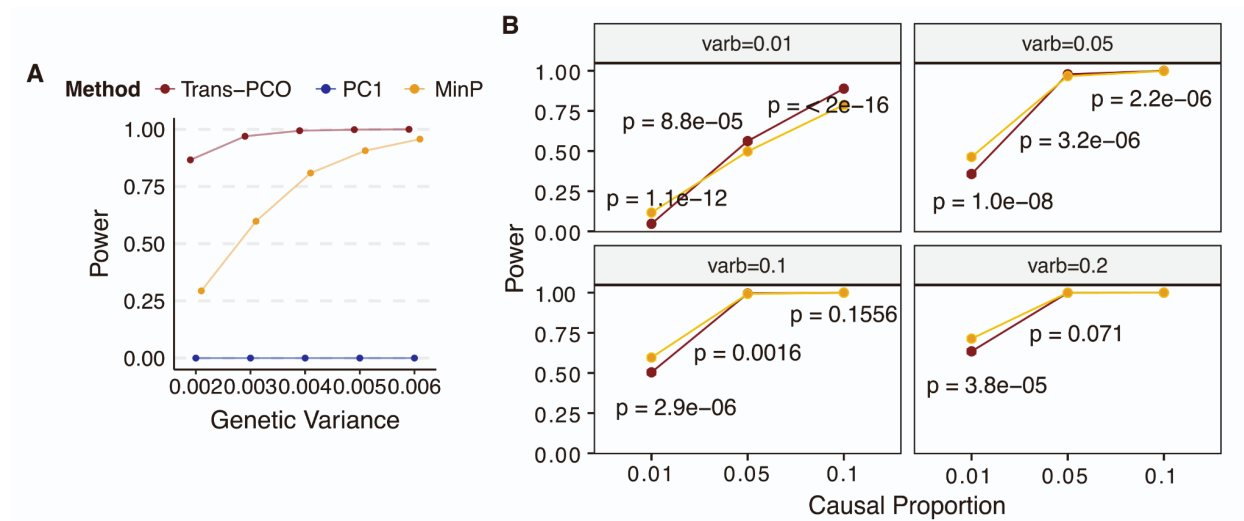 A
Method Trans−PCO PC1 MinP
1.00
0.75
0.50
0.25
0.00
Power
0.002 0.003 0.004 0.005 0.006
Genetic Variance
B
varb=0.01
1.00
0.75
0.50
0.25
0.00
p = 1.1e−12
p = 8.8e−05
p = < 2e−16
varb=0.05
p = 1.0e−08
p = 3.2e−06
p = 2.2e−06
Power
varb=0.1
1.00
0.75
0.50
0.25
0.00
p = 2.9e−06
p = 0.0016
p = 0.1556
0.01 0.05 0.1
varb=0.2
p = 3.8e−05
p = 0.071
0.01 0.05 0.1
Causal Proportion